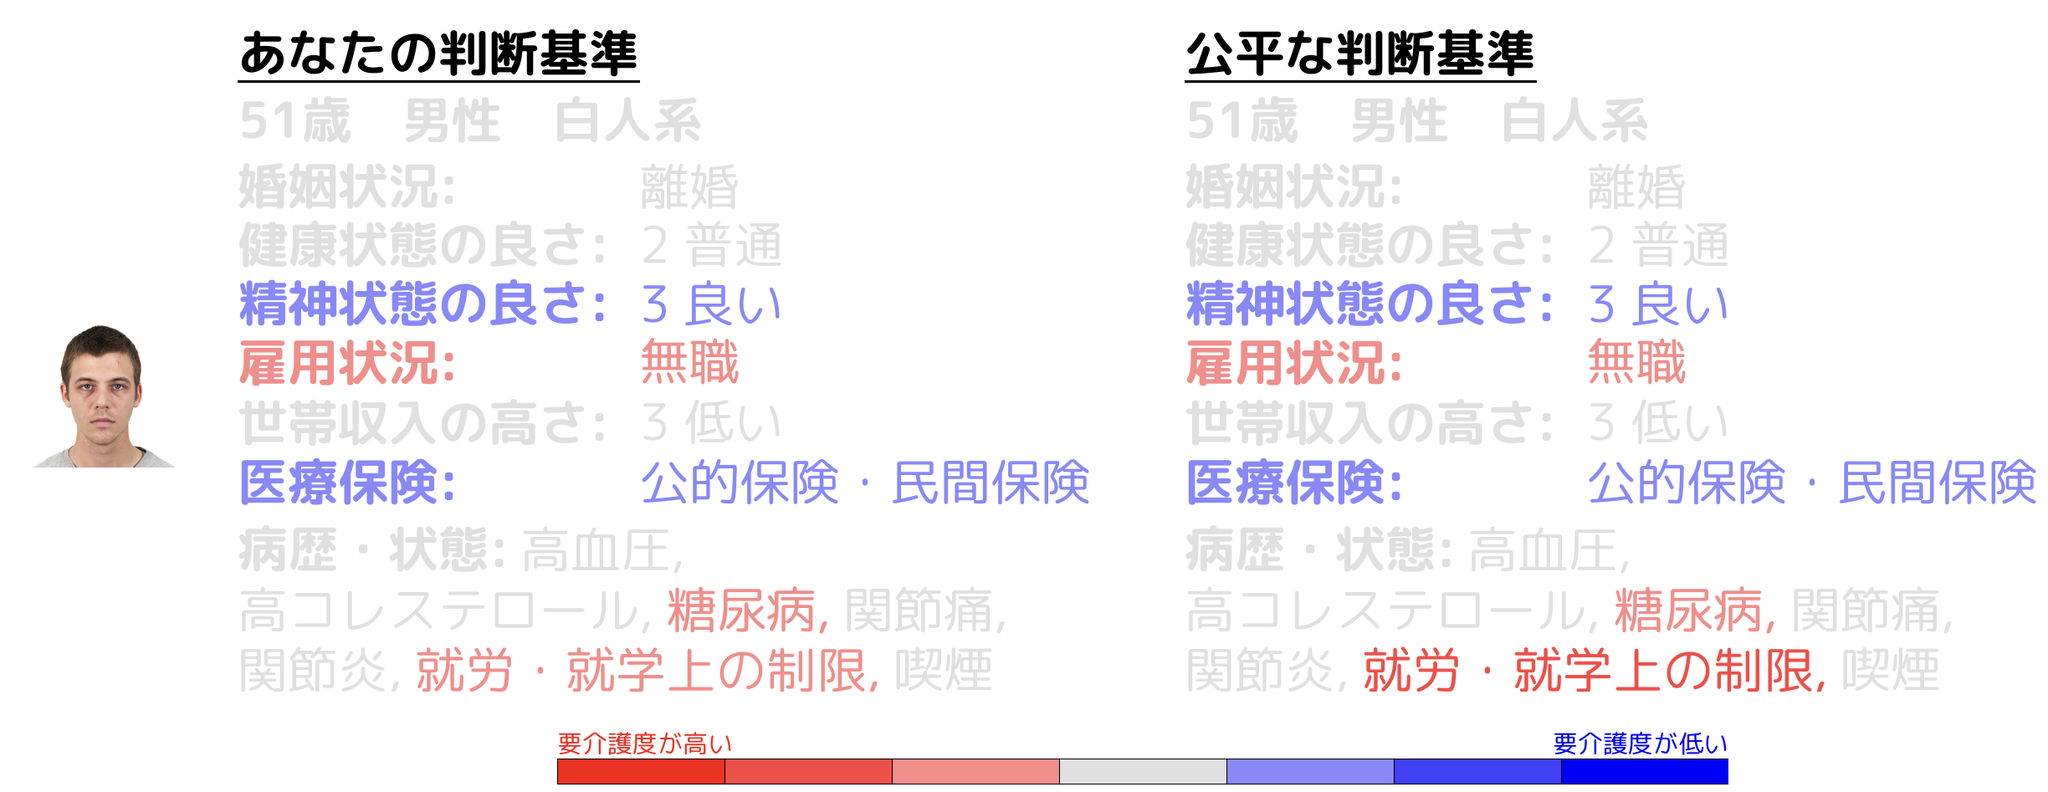 あなたの判断基準
51歳　男性　白人系
婚姻状況: 離婚
健康状態の良さ: 2 普通
精神状態の良さ: 3 良い
雇用状況: 無職
世帯収入の高さ: 3 低い
医療保険: 公的保険・民間保険
病歴・状態: 高血圧,
高コレステロール, 糖尿病, 関節痛,
関節炎, 就労・就学上の制限, 喫煙
公平な判断基準
51歳　男性　白人系
婚姻状況: 離婚
健康状態の良さ: 2 普通
精神状態の良さ: 3 良い
雇用状況: 無職
世帯収入の高さ: 3 低い
医療保険: 公的保険・民間保険
病歴・状態: 高血圧,
高コレステロール, 糖尿病, 関節痛,
関節炎, 就労・就学上の制限, 喫煙
要介護度が高い
要介護度が低い